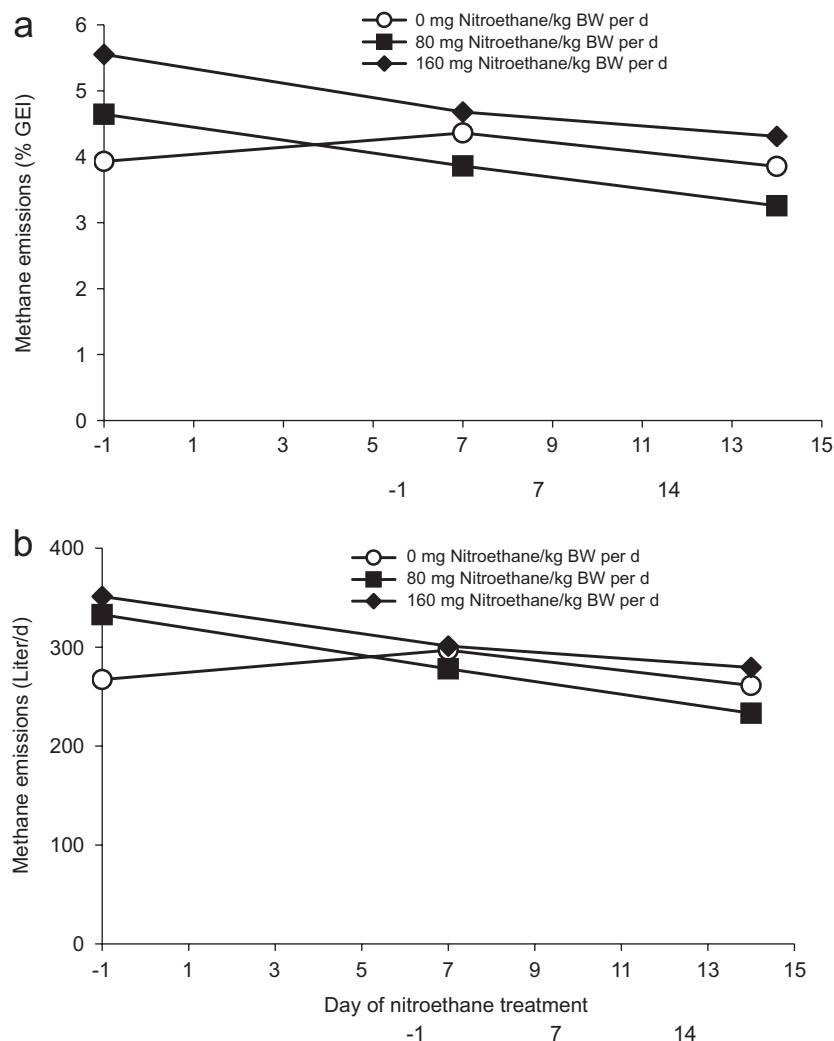 a
0 mg Nitroethane/kg BW per d
80 mg Nitroethane/kg BW per d
160 mg Nitroethane/kg BW per d
Methane emissions (% GEI)
6
5
4
3
2
1
0
-1 1 3 5 7 9 11 13 15
-1 7 14
b
0 mg Nitroethane/kg BW per d
80 mg Nitroethane/kg BW per d
160 mg Nitroethane/kg BW per d
Methane emissions (Liter/d)
400
300
200
100
0
-1 1 3 5 7 9 11 13 15
Day of nitroethane treatment
-1 7 14